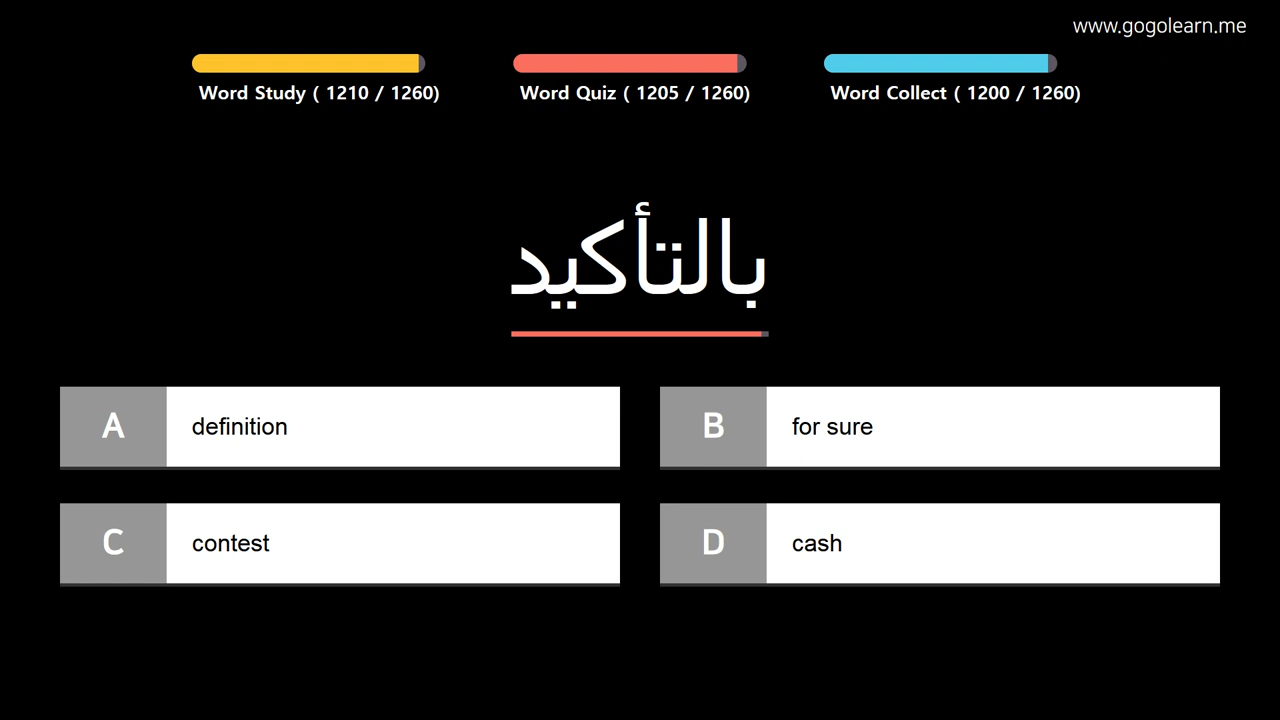 www.gogolearn.me
Word Study ( 1210 / 1260)
Word Quiz ( 1205 / 1260)
Word Collect ( 1200 / 1260)
بالتأكيد
A definition
B for sure
C contest
D cash